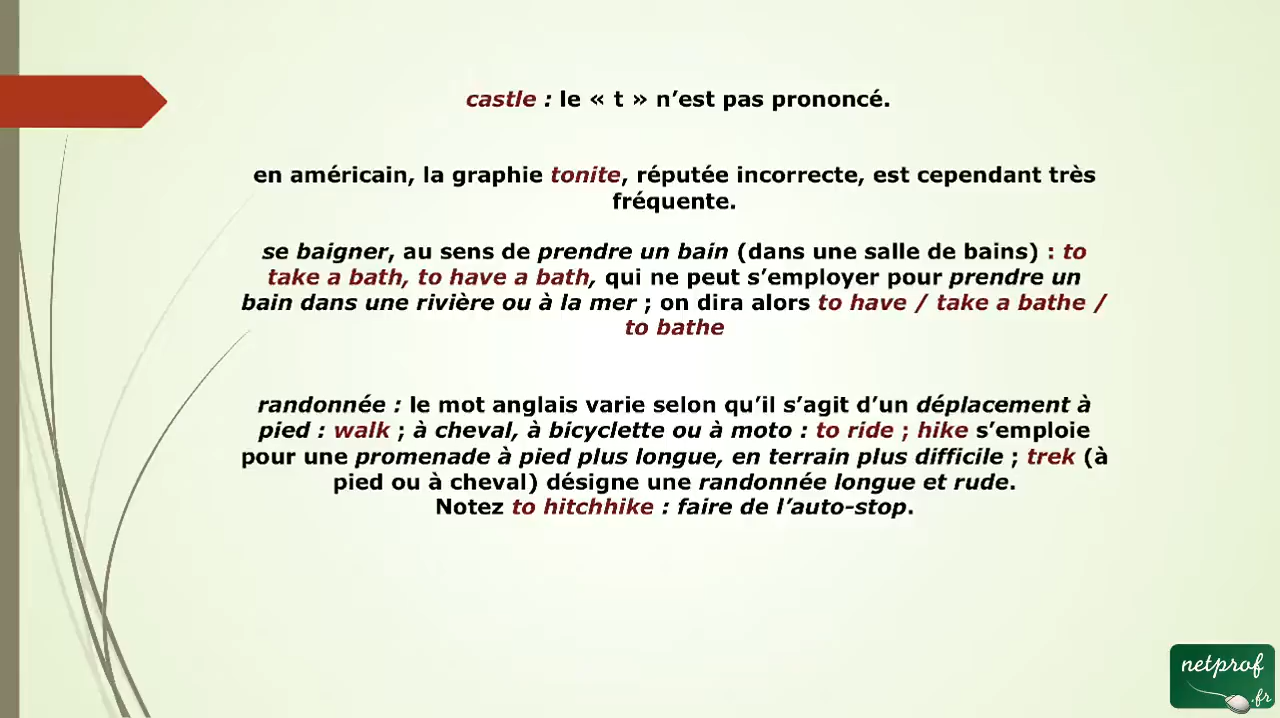 castle : le « t » n’est pas prononcé.
en américain, la graphie tonite, réputée incorrecte, est cependant très
fréquente.
se baigner, au sens de prendre un bain (dans une salle de bains) : to
take a bath, to have a bath, qui ne peut s’employer pour prendre un
bain dans une rivière ou à la mer ; on dira alors to have / take a bathe /
to bathe
randonnée : le mot anglais varie selon qu’il s’agit d’un déplacement à
pied : walk ; à cheval, à bicyclette ou à moto : to ride ; hike s’emploie
pour une promenade à pied plus longue, en terrain plus difficile ; trek (à
pied ou à cheval) désigne une randonnée longue et rude.
Notez to hitchhike : faire de l’auto-stop.
netprof
.fr